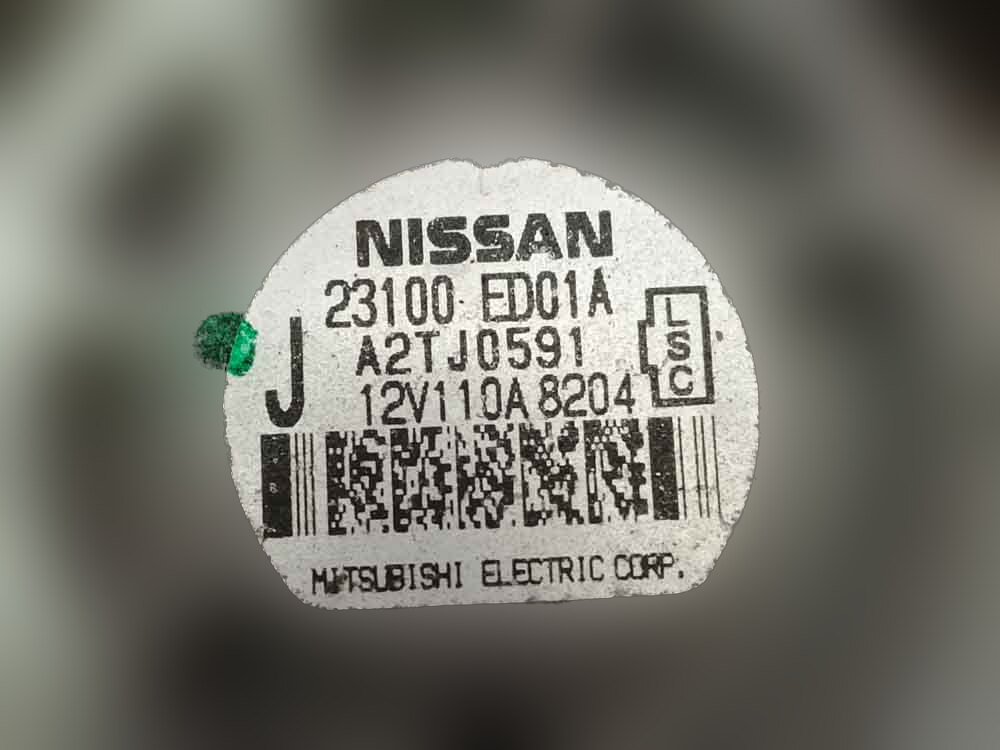 NISSAN
23100 ED01A
J
A2TJ0591
12V110A 8204
L
S
C
MITSUBISHI ELECTRIC CORP.